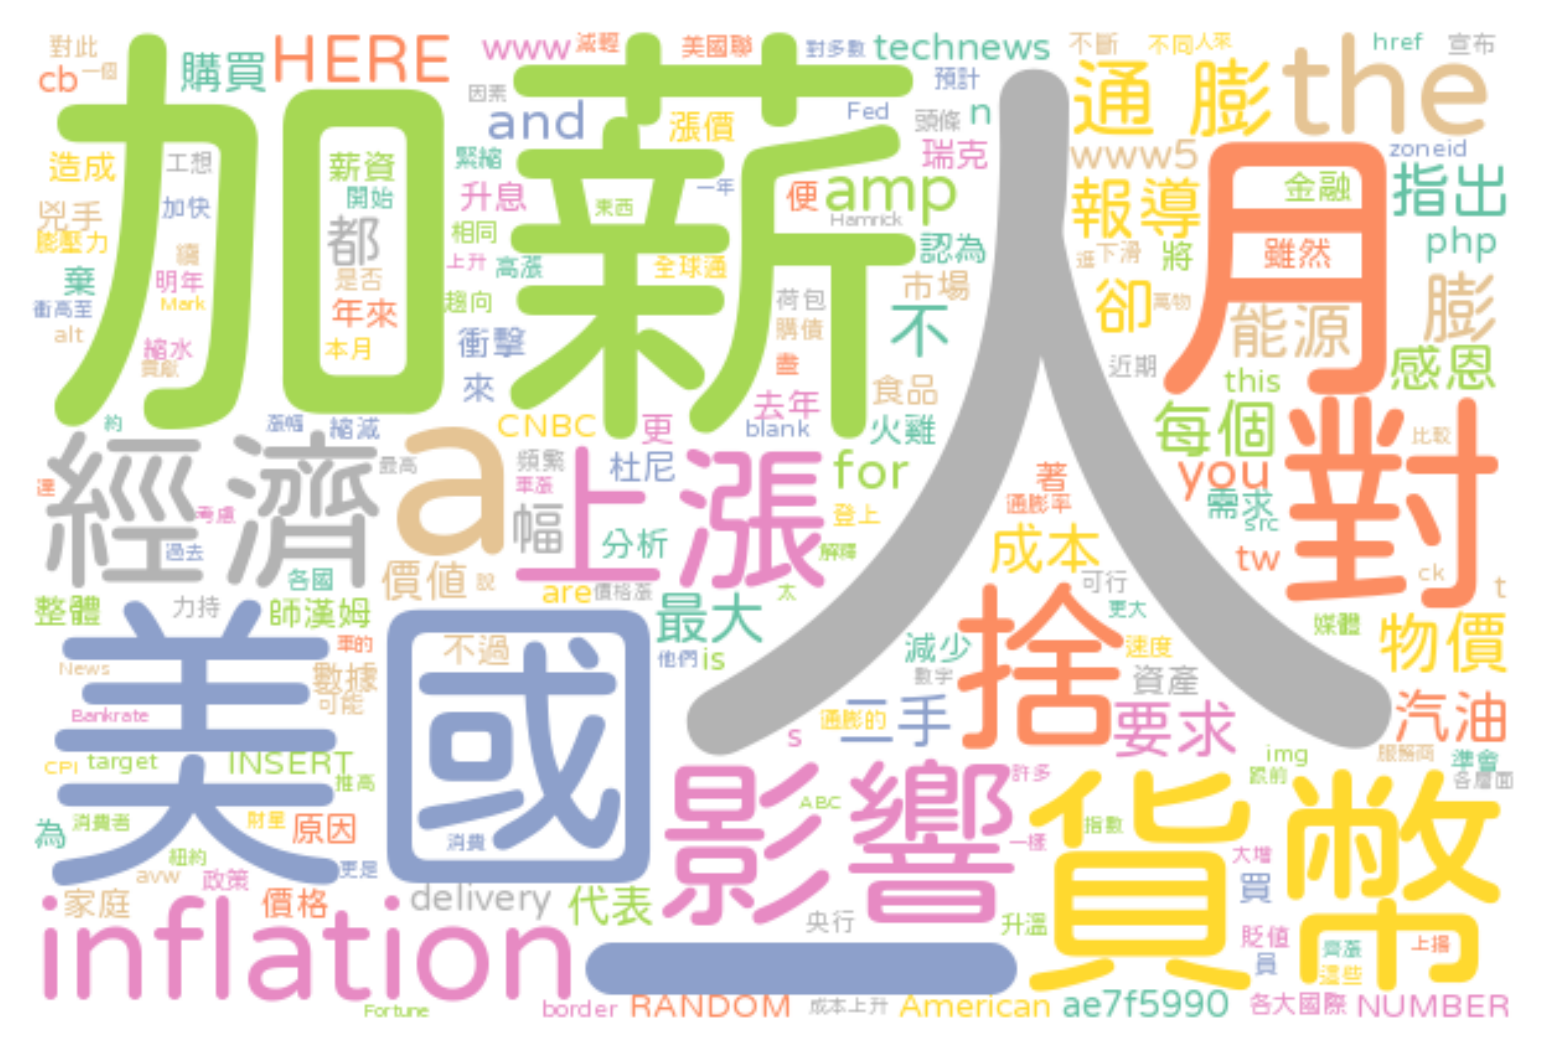 對此
cb
一個
購買
HERE
www
減輕
美國聯
對多數
technews
不斷
不同
人來
href
宣布
加薪
因素
and
漲價
Fed
預計
頭條
n
通膨
the
造成
工想
薪資
緊縮
瑞克
www5
zoneid
兇手
加快
開始
升息
一年
東西
便
amp
Hamrick
報導
月
金融
指出
膨壓力
都
相同
認為
將
雖然
php
棄
明年
是否
上升
高漲
全球通
市場
下滑
衝高至
Mark
年來
趨向
荷包
不
卻
萬物
能源
膨
alt
縮水
本月
衝擊
購債
貢獻
來
近期
this
感恩
食品
人
約
漲幅
縮減
CNBC
更
去年
blank
火雞
每個
對
比較
經濟
最高
a
頻繁
上漲
杜尼
for
著
you
考慮
幅
分析
登上
通膨率
需求
src
過去
解釋
成本
tw
各國
價值
說
are
價格漲
太
可行
ck
t
整體
力持
師漢姆
最大
更大
媒體
美國
不過
他們
is
減少
捨
速度
物價
News
數據
數字
資產
可能
Bankrate
通膨的
二手
要求
汽油
s
CPI
target
INSERT
img
服務商
準會
推高
影響
許多
跟前
各層面
貨幣
為
消費者
財星
原因
消費
ABC
指數
紐約
一樣
大增
avw
政策
更是
買
家庭
價格
delivery
代表
央行
升溫
貶值
inflation
一
員
齊漲
上揚
這些
Fortune
border
RANDOM
成本上升
American
ae7f5990
各大國際
NUMBER